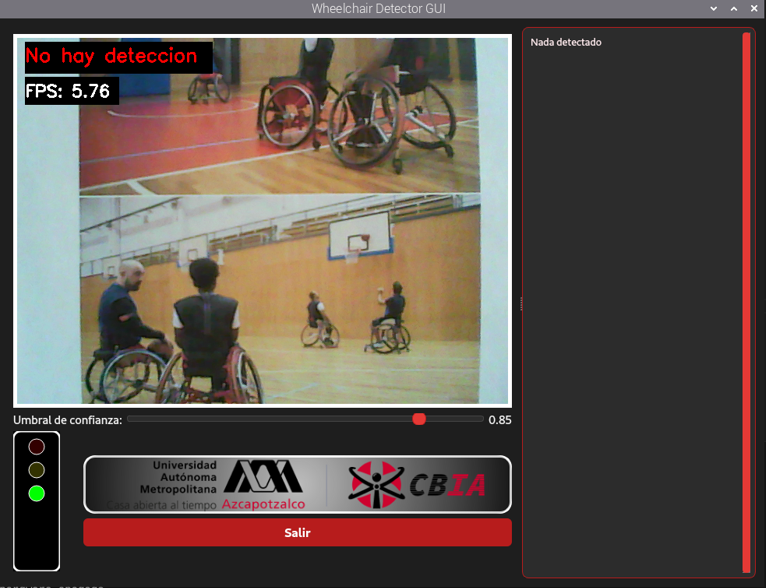 Wheelchair Detector GUI
No hay deteccion
FPS: 5.76
Nada detectado
Umbral de confianza:
0.85
Universidad
Autónoma
Metropolitana
Casa abierta al tiempo Azcapotzalco
CBIA
Salir